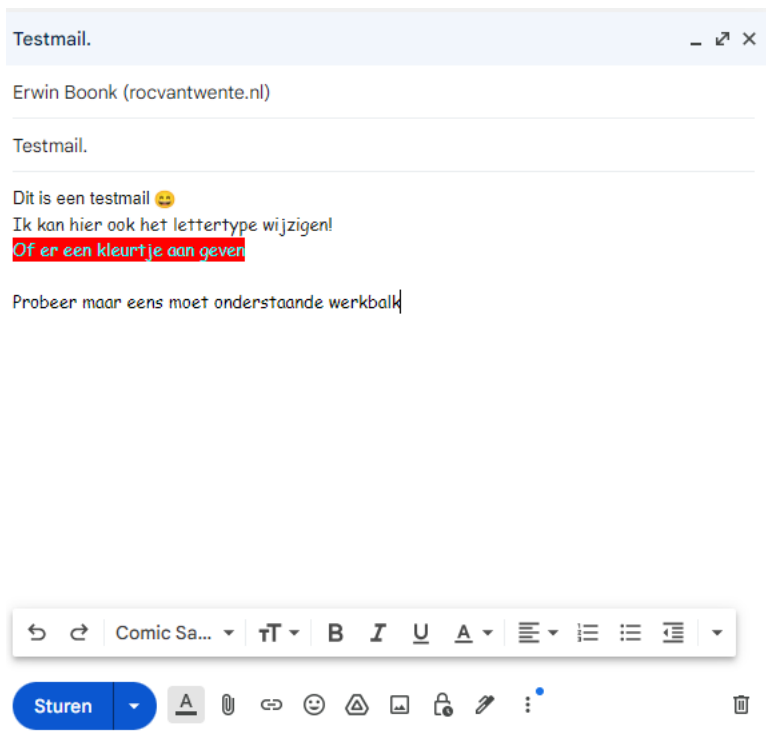 Testmail.
Erwin Boonk (rocvantwente.nl)
Testmail.
Dit is een testmail 😄
Ik kan hier ook het lettertype wijzigen!
Of er een kleurtje aan geven
Probeer maar eens moet onderstaande werkbalk
Comic Sa... B I U A
Sturen A